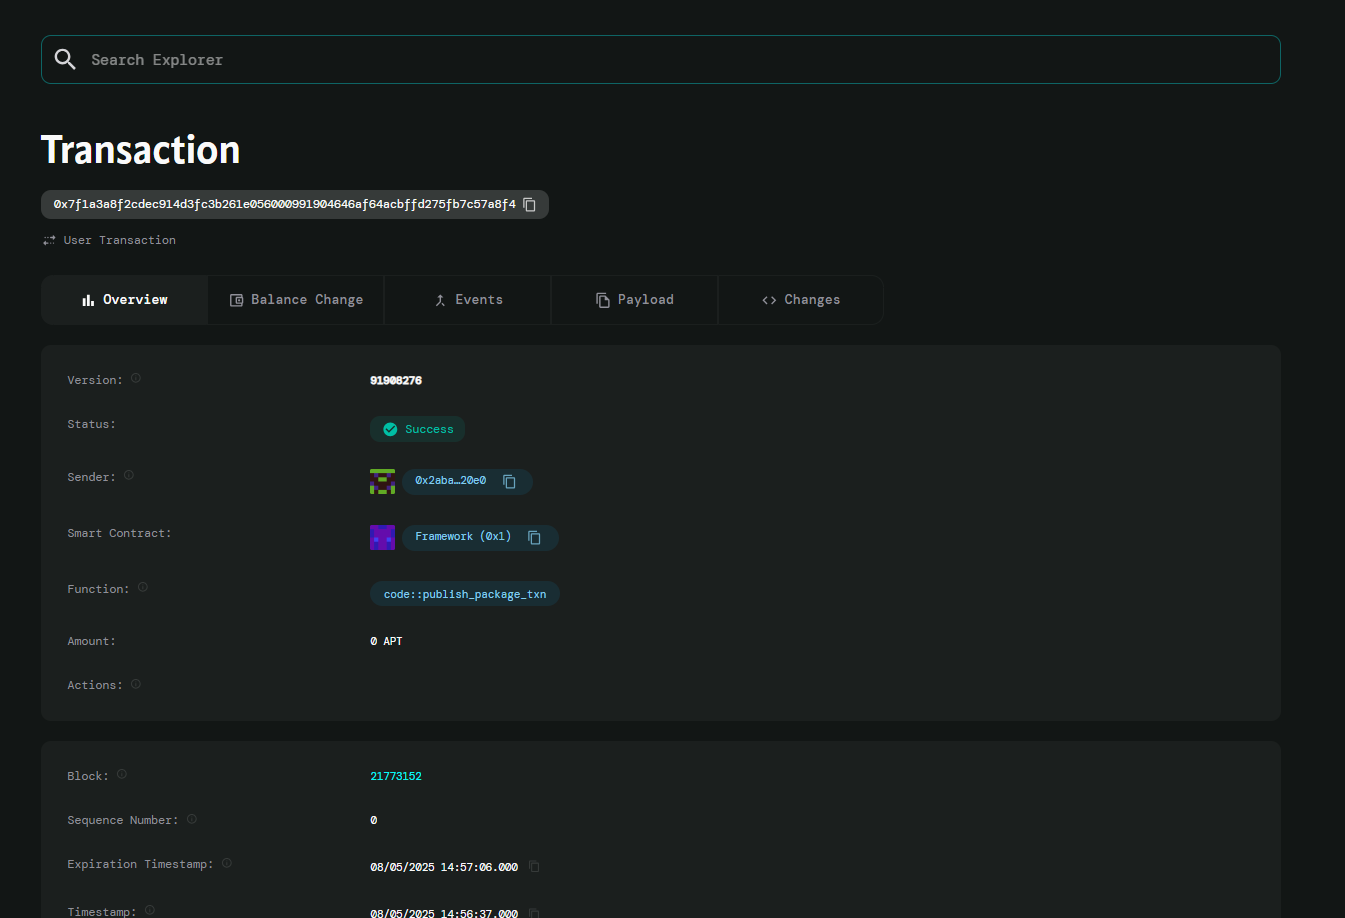 Search Explorer
Transaction
0x7f1a3a8f2cdec914d3fc3b261e056000991904646af64acbffd275fb7c57a8f4
User Transaction
Overview Balance Change Events Payload Changes
Version: 91908276
Status: Success
Sender: 0x2aba…20e0
Smart Contract: Framework (0x1)
Function: code::publish_package_txn
Amount: 0 APT
Actions:
Block: 21773152
Sequence Number: 0
Expiration Timestamp: 08/05/2025 14:57:06.000
Timestamp: 08/05/2025 14:56:37.000